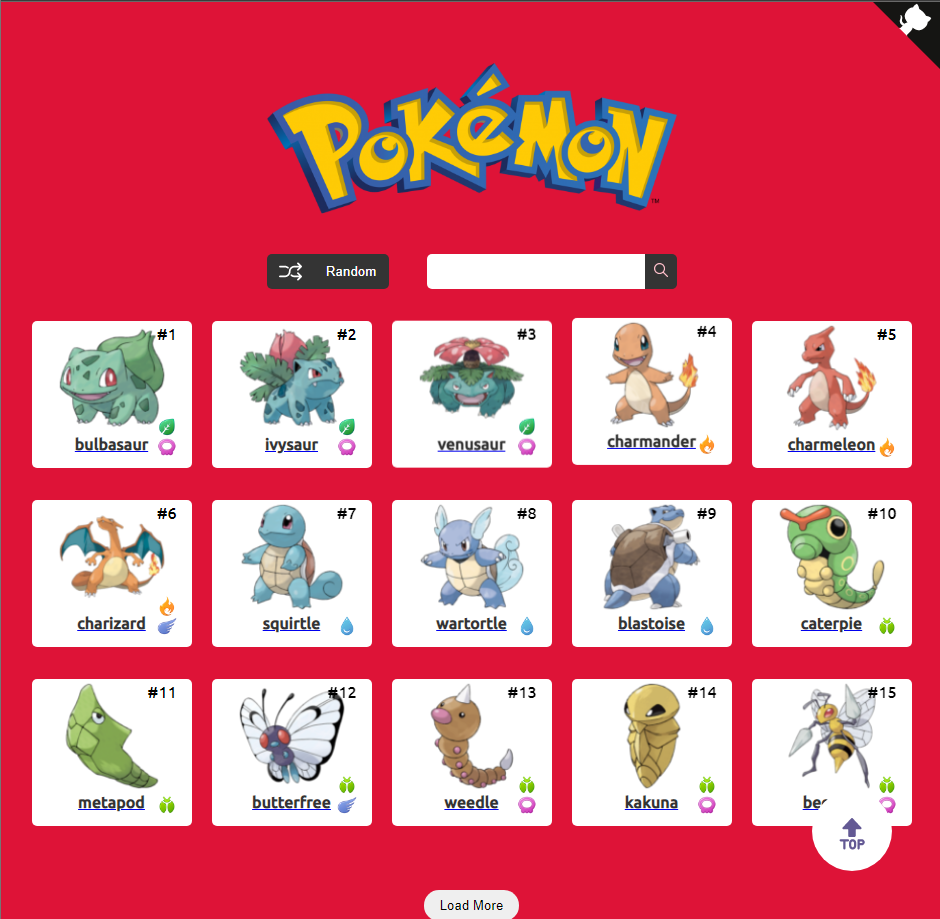 POKéMON
™
Random
#1
bulbasaur
#2
ivysaur
#3
venusaur
#4
charmander
#5
charmeleon
#6
charizard
#7
squirtle
#8
wartortle
#9
blastoise
#10
caterpie
#11
metapod
#12
butterfree
#13
weedle
#14
kakuna
#15
TOP
Load More